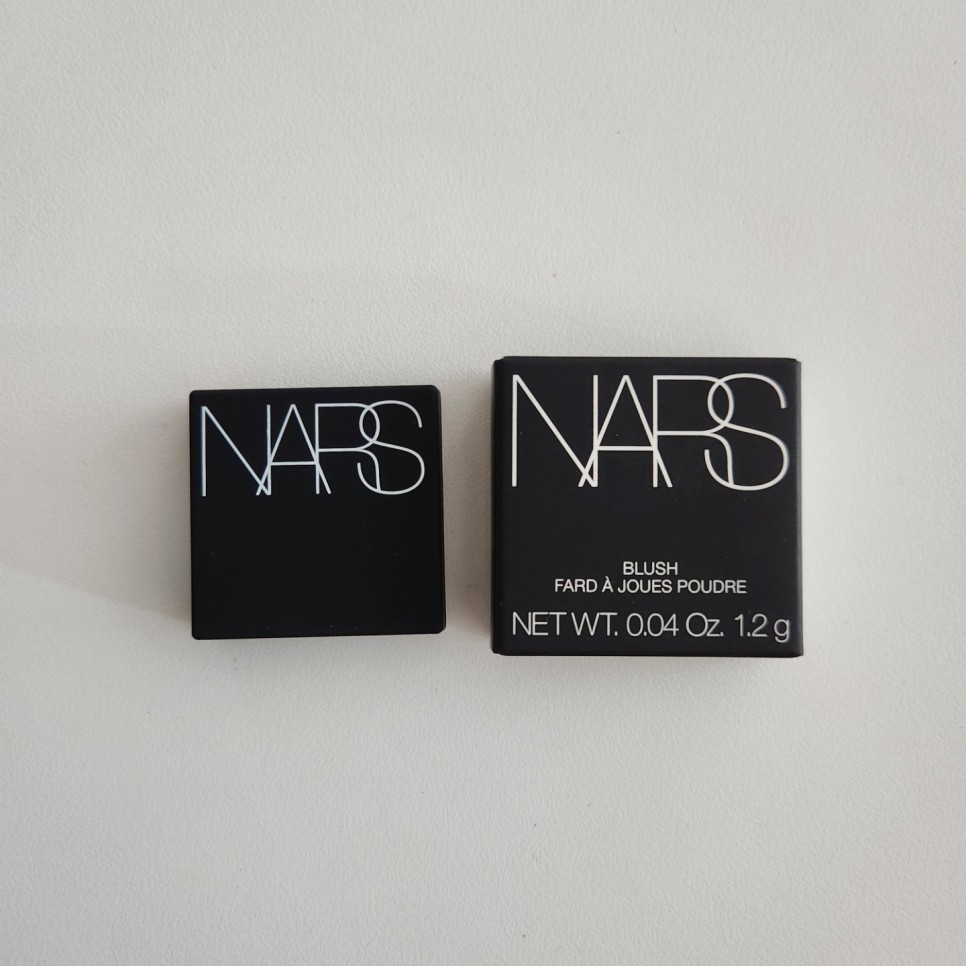 NARS
NARS
BLUSH
FARD À JOUES POUDRE
NET WT. 0.04 Oz. 1.2 g